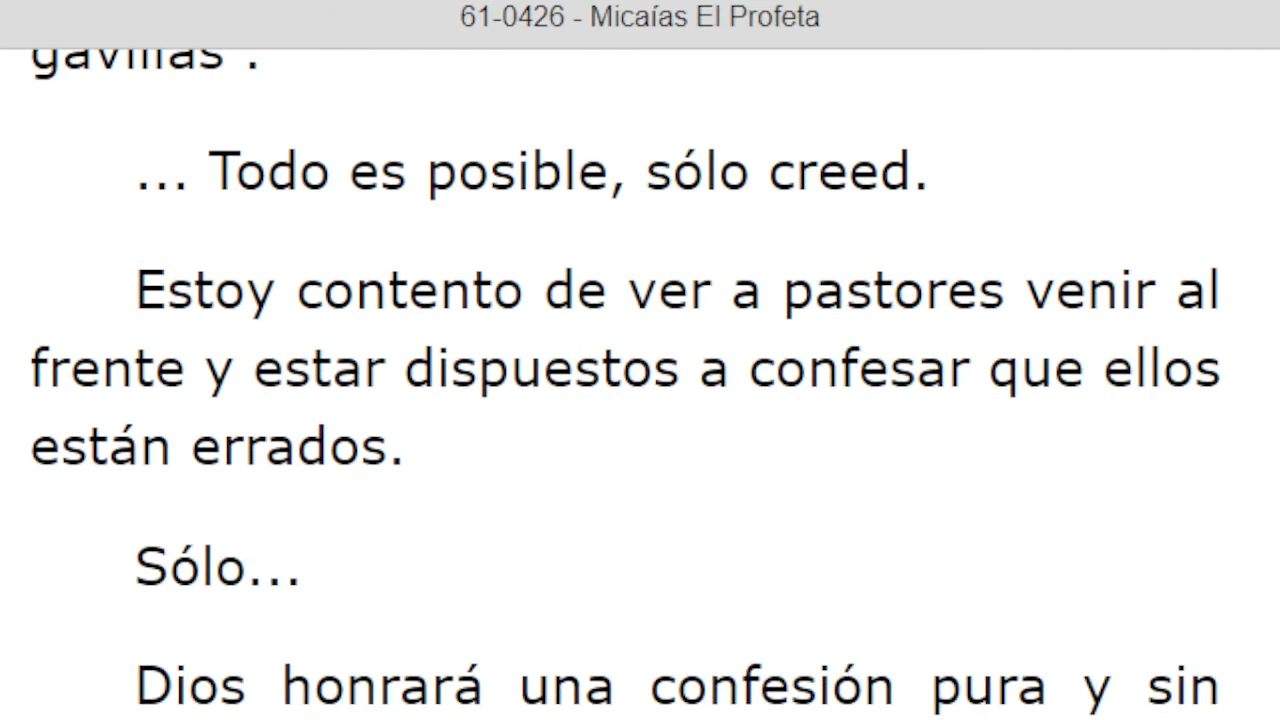 61-0426 - Micaías El Profeta
gavillas".
... Todo es posible, sólo creed.
Estoy contento de ver a pastores venir al
frente y estar dispuestos a confesar que ellos
están errados.
Sólo...
Dios honrará una confesión pura y sin